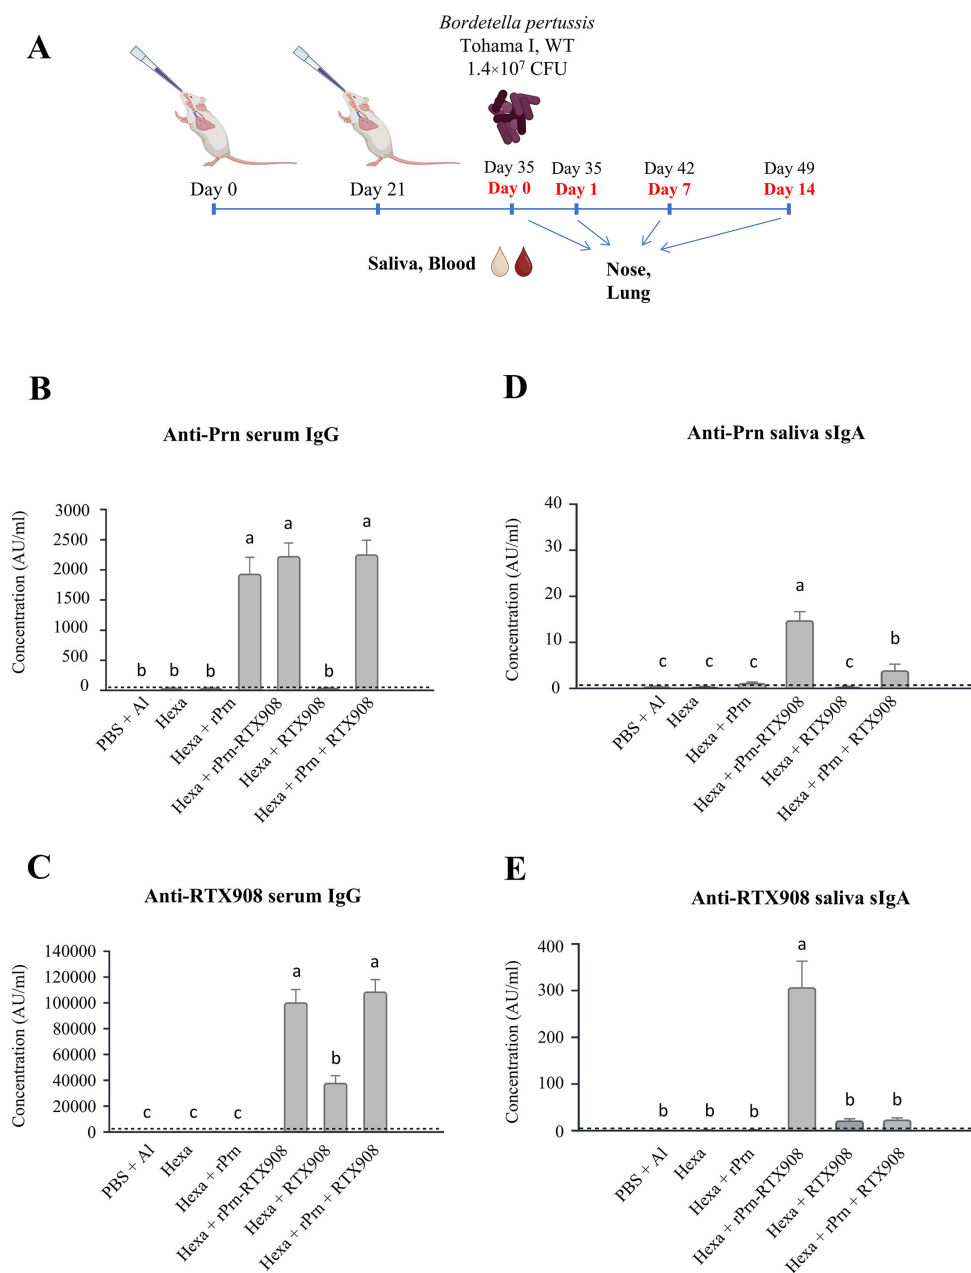 A
Bordetella pertussis
Tohama I, WT
1.4×10⁷ CFU
Day 0
Day 21
Day 35
Day 0
Day 35
Day 1
Day 42
Day 7
Day 49
Day 14
Saliva, Blood
Nose,
Lung
B
Anti-Prn serum IgG
Concentration (AU/ml)
3000
2500
2000
1500
1000
500
0
b
b
b
a
a
b
a
PBS + Al
Hexa
Hexa + rPrn
Hexa + rPrn-RTX908
Hexa + RTX908
Hexa + rPrn + RTX908
D
Anti-Prn saliva sIgA
Concentration (AU/ml)
40
30
20
10
0
c
c
c
a
c
b
PBS + Al
Hexa
Hexa + rPrn
Hexa + rPrn-RTX908
Hexa + RTX908
Hexa + rPrn + RTX908
C
Anti-RTX908 serum IgG
Concentration (AU/ml)
140000
120000
100000
80000
60000
40000
20000
0
c
c
c
a
b
a
PBS + Al
Hexa
Hexa + rPrn
Hexa + rPrn-RTX908
Hexa + RTX908
Hexa + rPrn + RTX908
E
Anti-RTX908 saliva sIgA
Concentration (AU/ml)
400
300
200
100
0
b
b
b
a
b
b
PBS + Al
Hexa
Hexa + rPrn
Hexa + rPrn-RTX908
Hexa + RTX908
Hexa + rPrn + RTX908